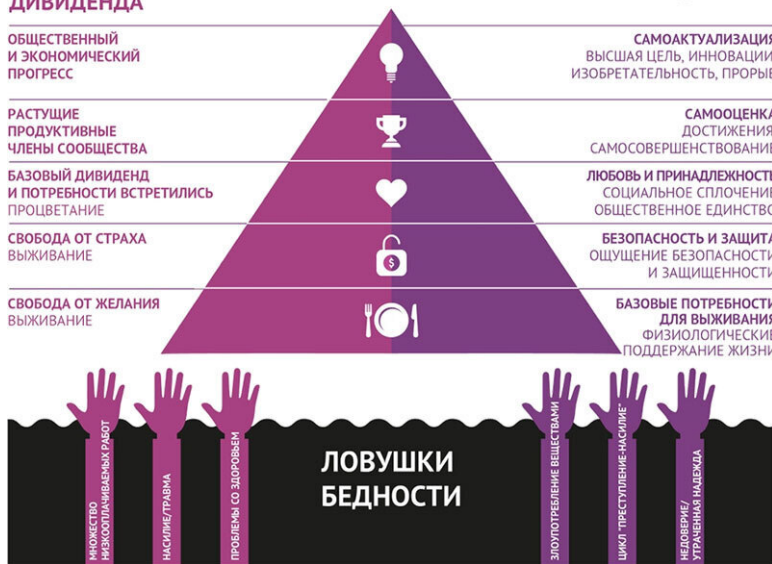 ДИВИДЕНДА
ОБЩЕСТВЕННЫЙ
И ЭКОНОМИЧЕСКИЙ
ПРОГРЕСС
САМОАКТУАЛИЗАЦИЯ
ВЫСШАЯ ЦЕЛЬ, ИННОВАЦИИ
ИЗОБРЕТАТЕЛЬНОСТЬ, ПРОРЫВ
РАСТУЩИЕ
ПРОДУКТИВНЫЕ
ЧЛЕНЫ СООБЩЕСТВА
САМООЦЕНКА
ДОСТИЖЕНИЯ
САМОСОВЕРШЕНСТВОВАНИЕ
БАЗОВЫЙ ДИВИДЕНД
И ПОТРЕБНОСТИ ВСТРЕТИЛИСЬ
ПРОЦВЕТАНИЕ
ЛЮБОВЬ И ПРИНАДЛЕЖНОСТЬ
СОЦИАЛЬНОЕ СПЛОЧЕНИЕ
ОБЩЕСТВЕННОЕ ЕДИНСТВО
СВОБОДА ОТ СТРАХА
ВЫЖИВАНИЕ
БЕЗОПАСНОСТЬ И ЗАЩИТА
ОЩУЩЕНИЕ БЕЗОПАСНОСТИ
И ЗАЩИЩЕННОСТИ
$
СВОБОДА ОТ ЖЕЛАНИЯ
ВЫЖИВАНИЕ
БАЗОВЫЕ ПОТРЕБНОСТИ
ДЛЯ ВЫЖИВАНИЯ
ФИЗИОЛОГИЧЕСКИЕ
ПОДДЕРЖАНИЕ ЖИЗНИ
МНОЖЕСТВО
НИЗКООПЛАЧИВАЕМЫХ РАБОТ
НАСИЛИЕ/ТРАВМА
ПРОБЛЕМЫ СО ЗДОРОВЬЕМ
ЛОВУШКИ
БЕДНОСТИ
ЗЛОУПОТРЕБЛЕНИЕ ВЕЩЕСТВАМИ
ЦИКЛ "ПРЕСТУПЛЕНИЕ-НАСИЛИЕ"
НЕДОВЕРИЕ/
УТРАЧЕННАЯ НАДЕЖДА